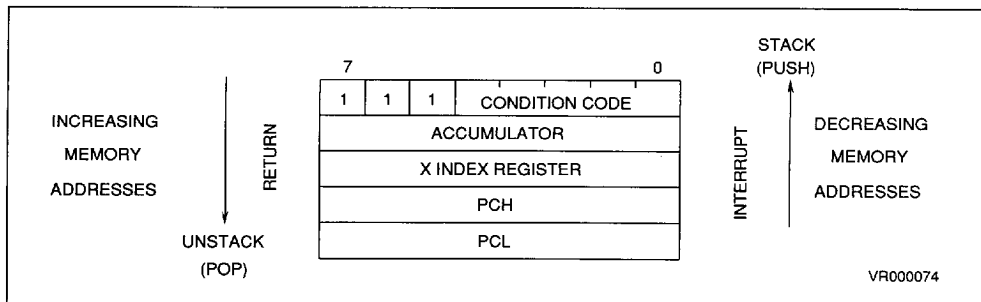 INCREASING
MEMORY
ADDRESSES
UNSTACK
(POP)
RETURN
7 0
1 1 1 CONDITION CODE
ACCUMULATOR
X INDEX REGISTER
PCH
PCL
INTERRUPT
STACK
(PUSH)
DECREASING
MEMORY
ADDRESSES
VR000074